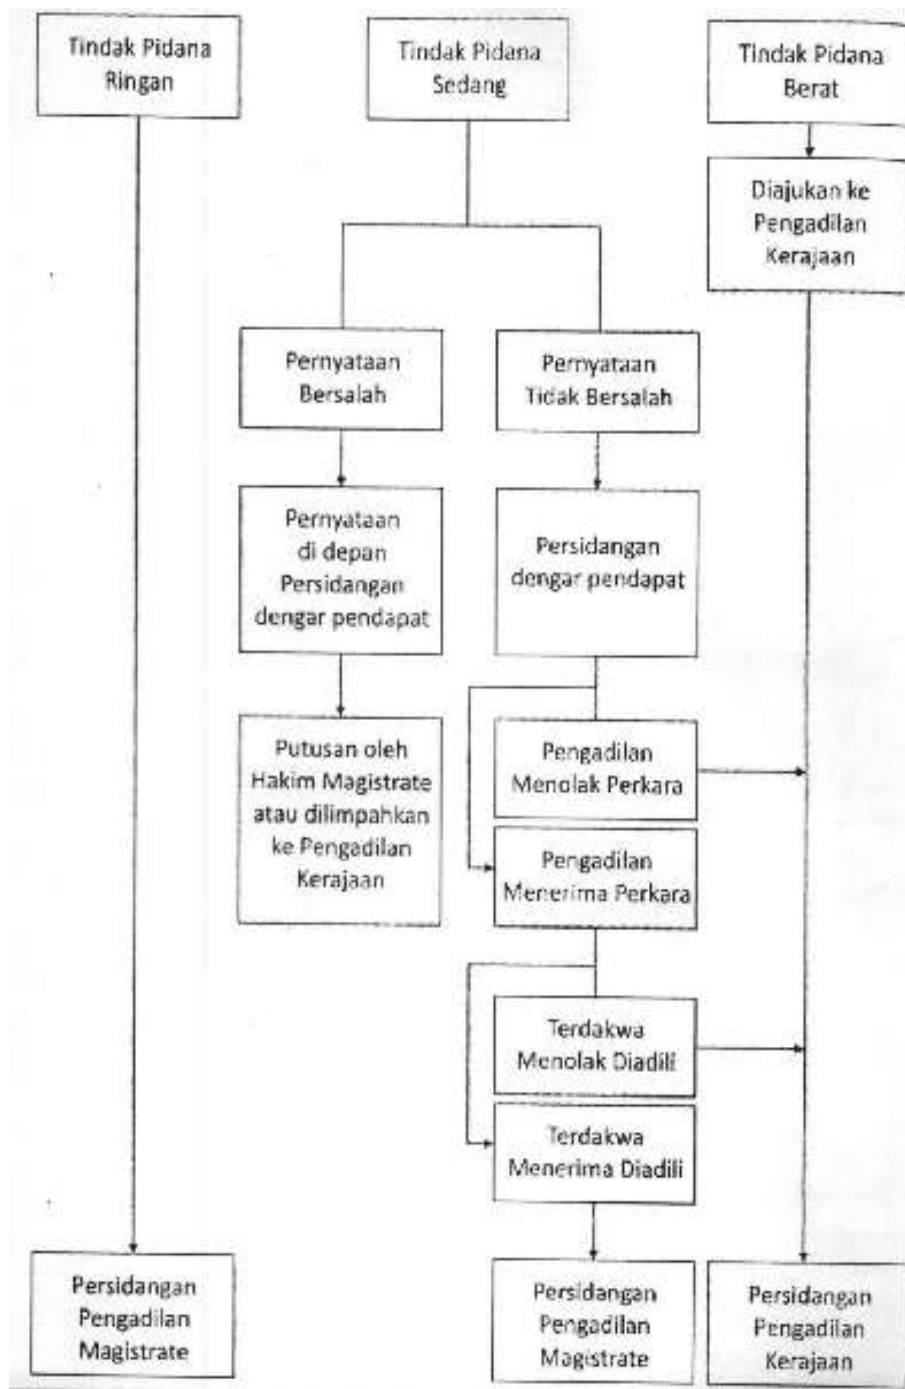 Tindak Pidana
Ringan
Tindak Pidana
Sedang
Tindak Pidana
Berat
Diajukan ke
Pengadilan
Kerajaan
Pernyataan
Bersalah
Pernyataan
Tidak Bersalah
Pernyataan
di depan
Persidangan
dengar pendapat
Persidangan
dengar pendapat
Putusan oleh
Hakim Magistrate
atau dilimpahkan
ke Pengadilan
Kerajaan
Pengadilan
Menolak Perkara
Pengadilan
Menerima Perkara
Terdakwa
Menolak Diadili
Terdakwa
Menerima Diadili
Persidangan
Pengadilan
Magistrate
Persidangan
Pengadilan
Magistrate
Persidangan
Pengadilan
Kerajaan